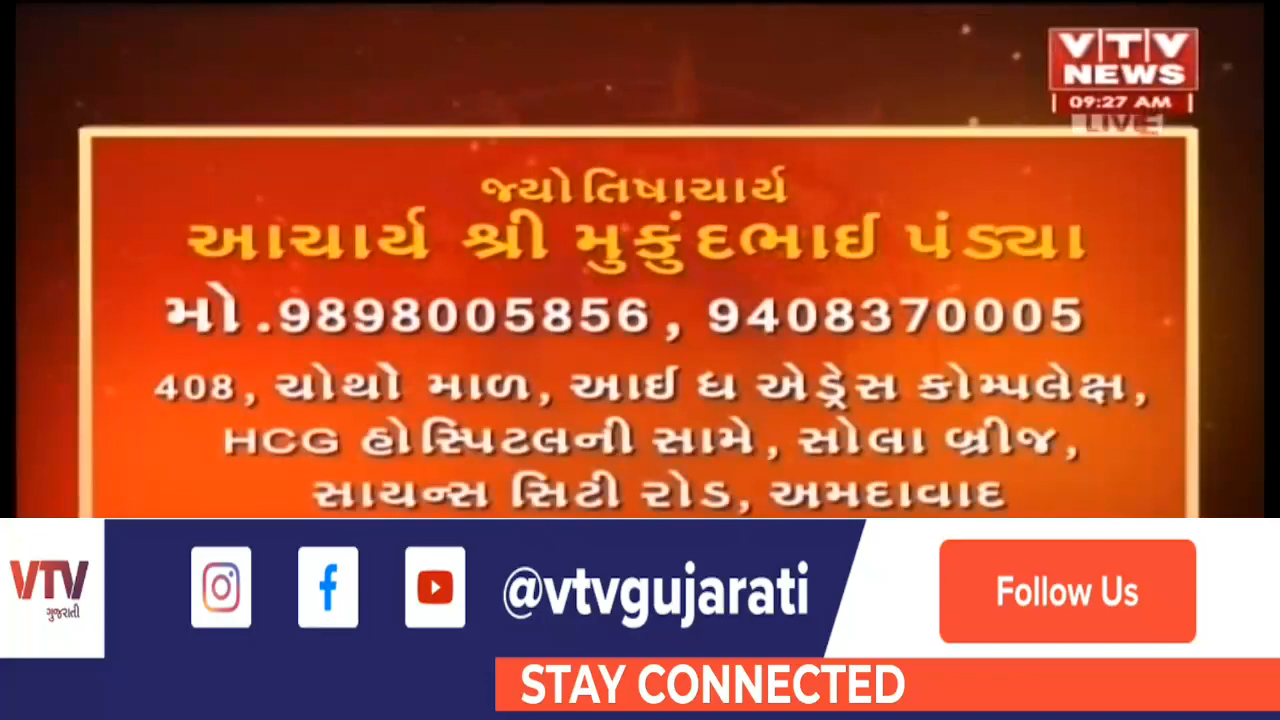 VTV
NEWS
09:27 AM
LIVE
જ્યોતિષાચાર્ય
આચાર્ય શ્રી મુકુંદભાઈ પંડ્યા
મો.9898005856, 9408370005
408, ચોથો માળ, આઈ ધ એડ્રેસ કોમ્પલેક્ષ,
HCG હોસ્પિટલની સામે, સોલા બ્રીજ,
સાયન્સ સિટી રોડ, અમદાવાદ
VTV
ગુજરાતી
@vtvgujarati
Follow Us
STAY CONNECTED